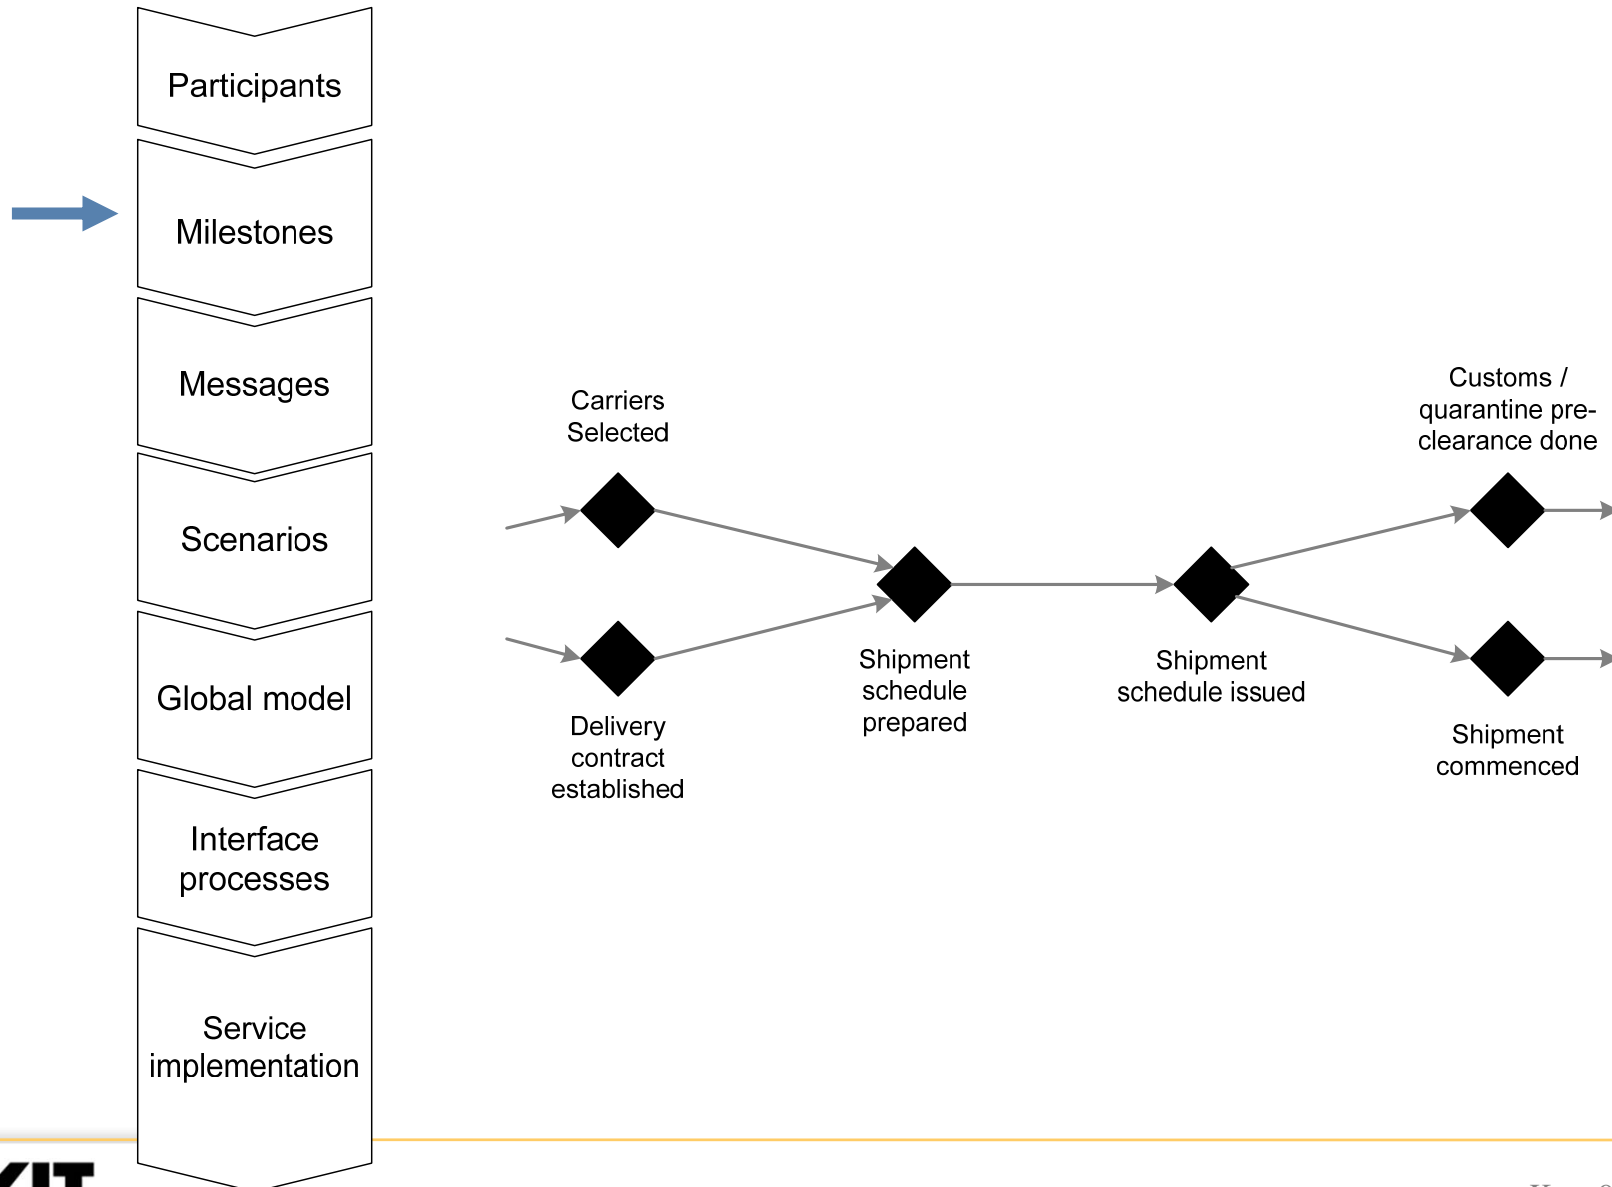 Participants
Milestones
Messages
Scenarios
Global model
Interface
processes
Service
implementation
Carriers
Selected
Delivery
contract
established
Shipment
schedule
prepared
Shipment
schedule issued
Customs /
quarantine pre-
clearance done
Shipment
commenced